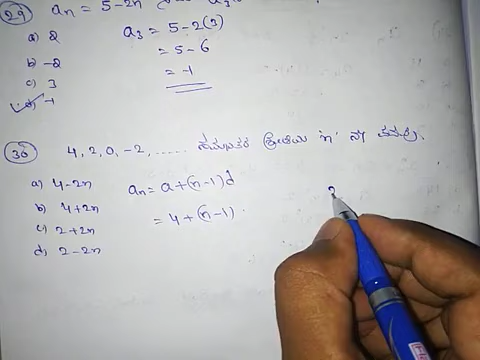 29) an = 5-2n
a) 2 a3 = 5-2(3)
b) -2 = 5-6
c) 3 = -1
d) -1
30) 4, 2, 0, -2, ...... ಸಮಾಂತರ ಶ್ರೇಢಿಯ 'n' ನೇ ಪದವು.
a) 4-2n an = a+(n-1)d
b) 4+2n = 4+(n-1)
c) 2+2n
d) 2-2n